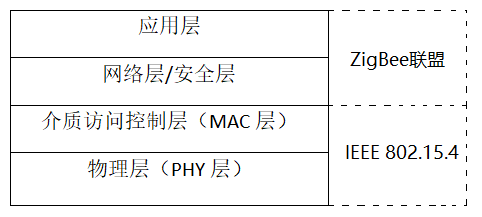 应用层
网络层/安全层
ZigBee联盟
介质访问控制层（MAC 层）
物理层（PHY 层）
IEEE 802.15.4